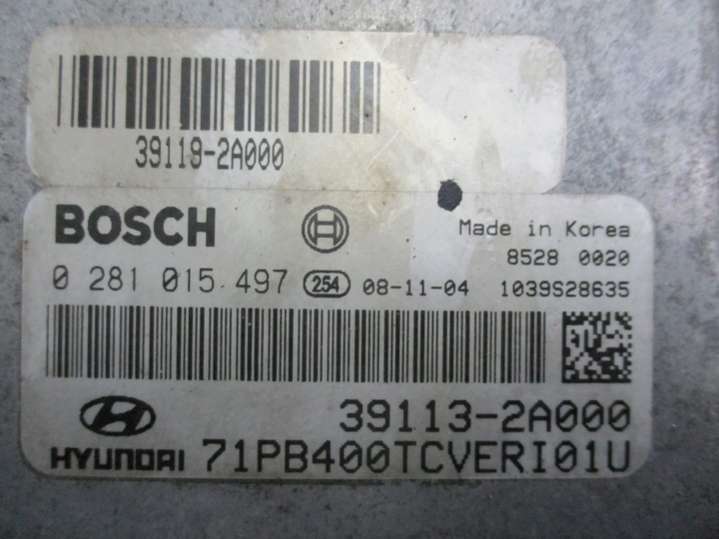 39119-2A000
BOSCH
Made in Korea
8528 0020
0 281 015 497 254 08-11-04 1039S28635
39113-2A000
HYUNDAI 71PB400TCVERI01U